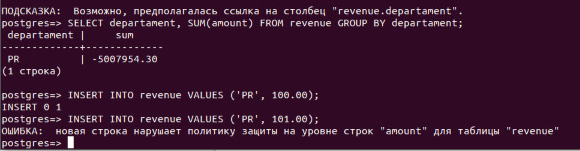 ПОДСКАЗКА:  Возможно, предполагалась ссылка на столбец "revenue.departament".
postgres=> SELECT departament, SUM(amount) FROM revenue GROUP BY departament;
 departament |     sum
-------------+-------------
 PR          | -5007954.30
(1 строка)

postgres=> INSERT INTO revenue VALUES ('PR', 100.00);
INSERT 0 1
postgres=> INSERT INTO revenue VALUES ('PR', 101.00);
ОШИБКА:  новая строка нарушает политику защиты на уровне строк "amount" для таблицы "revenue"
postgres=>